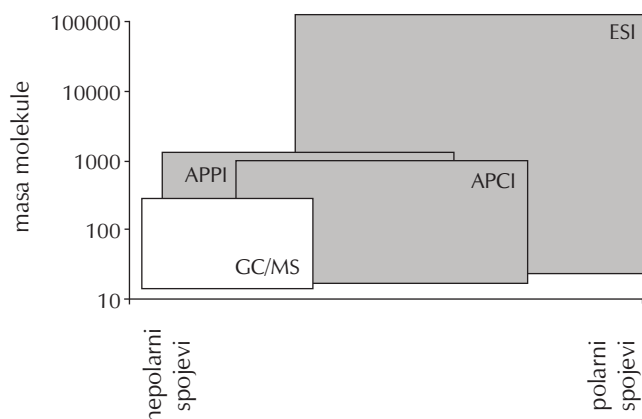 masa molekule
100000
10000
1000
100
10
ESI
APPI
APCI
GC/MS
nepolarni
spojevi
polarni
spojevi